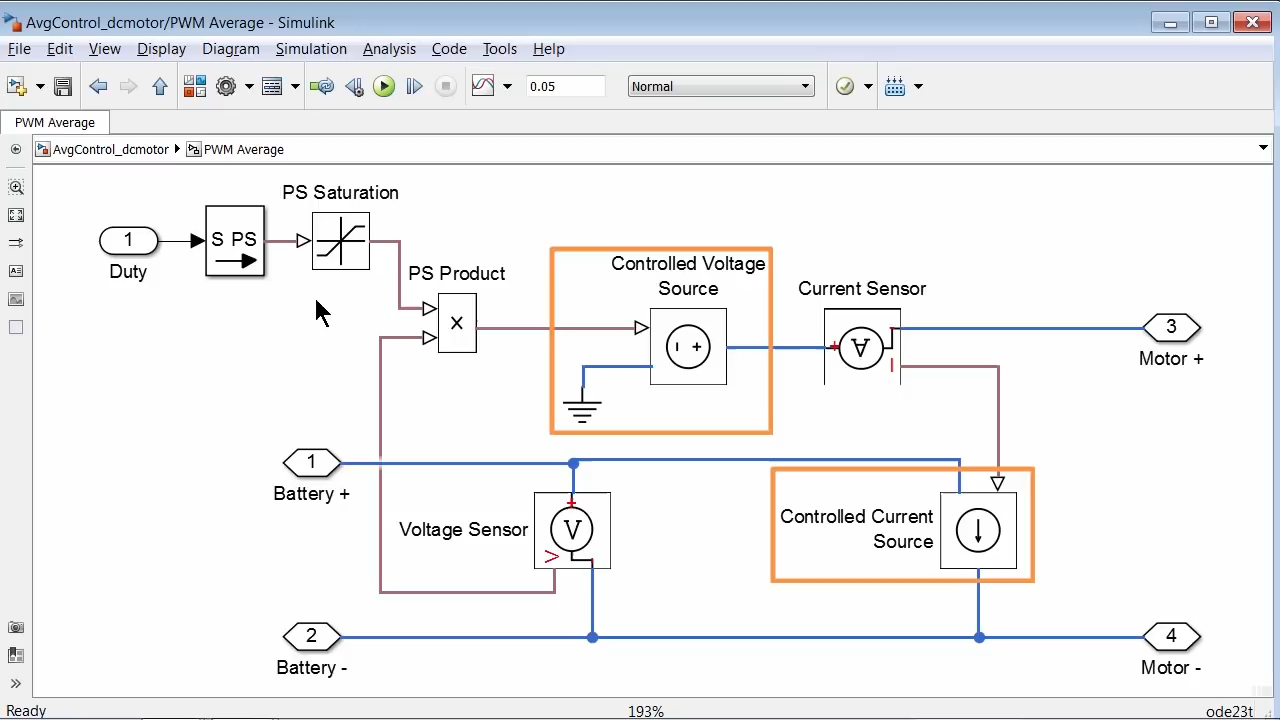 AvgControl_dcmotor/PWM Average - Simulink
File Edit View Display Diagram Simulation Analysis Code Tools Help
0.05 Normal
PWM Average
AvgControl_dcmotor PWM Average
PS Saturation
1
S PS
Duty
PS Product
×
Controlled Voltage
Source
- +
Current Sensor
+
A
I
3
Motor +
1
Battery +
Voltage Sensor
+
V
V
Controlled Current
Source
2
Battery -
4
Motor -
Ready 193% ode23t